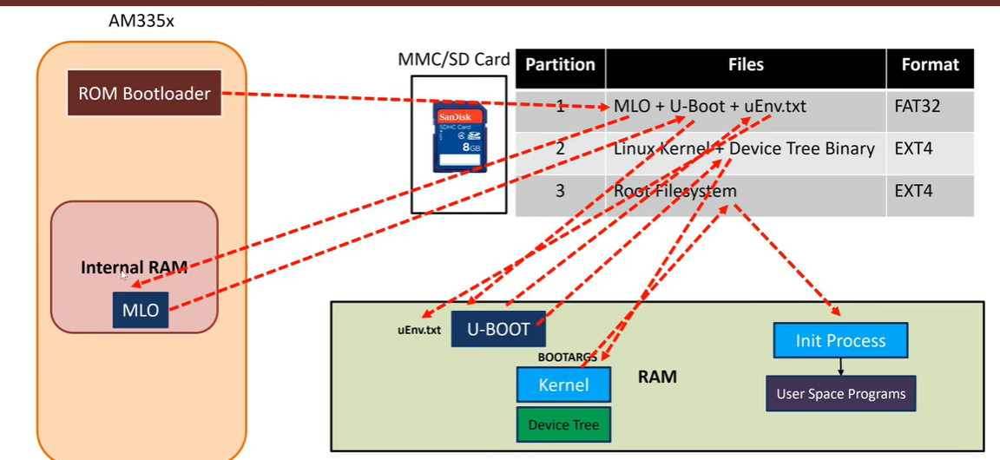 AM335x
ROM Bootloader
Internal RAM
MLO
MMC/SD Card
SanDisk
SDHC Card
4
8GB
Partition Files Format
1 MLO + U-Boot + uEnv.txt FAT32
2 Linux Kernel + Device Tree Binary EXT4
3 Root Filesystem EXT4
uEnv.txt
U-BOOT
BOOTARGS
Kernel
Device Tree
RAM
Init Process
User Space Programs